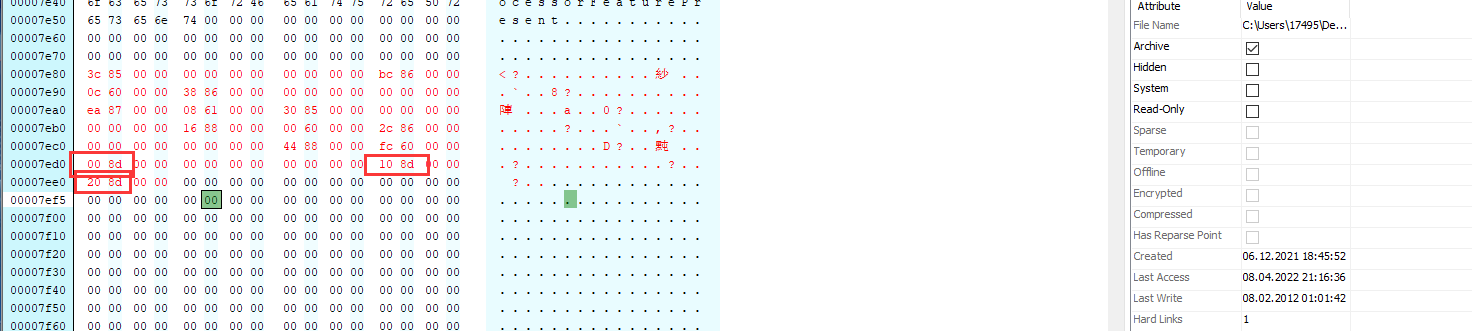 00007e40 6f 63 65 73 73 6f 72 46 65 61 74 75 72 65 50 72 ocessorFeaturePr
00007e50 65 73 65 6e 74 00 00 00 00 00 00 00 00 00 00 00 esent...........
00007e60 00 00 00 00 00 00 00 00 00 00 00 00 00 00 00 00 ................
00007e70 00 00 00 00 00 00 00 00 00 00 00 00 00 00 00 00 ................
00007e80 3c 85 00 00 00 00 00 00 00 00 00 00 bc 86 00 00 <?..........紗..
00007e90 0c 60 00 00 38 86 00 00 00 00 00 00 00 00 00 00 .`..8?..........
00007ea0 ea 87 00 00 08 61 00 00 30 85 00 00 00 00 00 00 陣...a..0?......
00007eb0 00 00 00 00 16 88 00 00 00 60 00 00 2c 86 00 00 .....?...`..,?..
00007ec0 00 00 00 00 00 00 00 00 44 88 00 00 fc 60 00 00 ........D?..黣..
00007ed0 00 8d 00 00 00 00 00 00 00 00 00 00 10 8d 00 00 .?...........?..
00007ee0 20 8d 00 00 00 00 00 00 00 00 00 00 00 00 00 00 ?..............
00007ef5 00 00 00 00 00 00 00 00 00 00 00 00 00 00 00 00 ................
00007f00 00 00 00 00 00 00 00 00 00 00 00 00 00 00 00 00 ................
00007f10 00 00 00 00 00 00 00 00 00 00 00 00 00 00 00 00 ................
00007f20 00 00 00 00 00 00 00 00 00 00 00 00 00 00 00 00 ................
00007f30 00 00 00 00 00 00 00 00 00 00 00 00 00 00 00 00 ................
00007f40 00 00 00 00 00 00 00 00 00 00 00 00 00 00 00 00 ................
00007f50 00 00 00 00 00 00 00 00 00 00 00 00 00 00 00 00 ................
00007f60 00 00 00 00 00 00 00 00 00 00 00 00 00 00 00 00 ................
Attribute Value
File Name C:\Users\17495\De...
Archive
Hidden
System
Read-Only
Sparse
Temporary
Offline
Encrypted
Compressed
Has Reparse Point
Created 06.12.2021 18:45:52
Last Access 08.04.2022 21:16:36
Last Write 08.02.2012 01:01:42
Hard Links 1